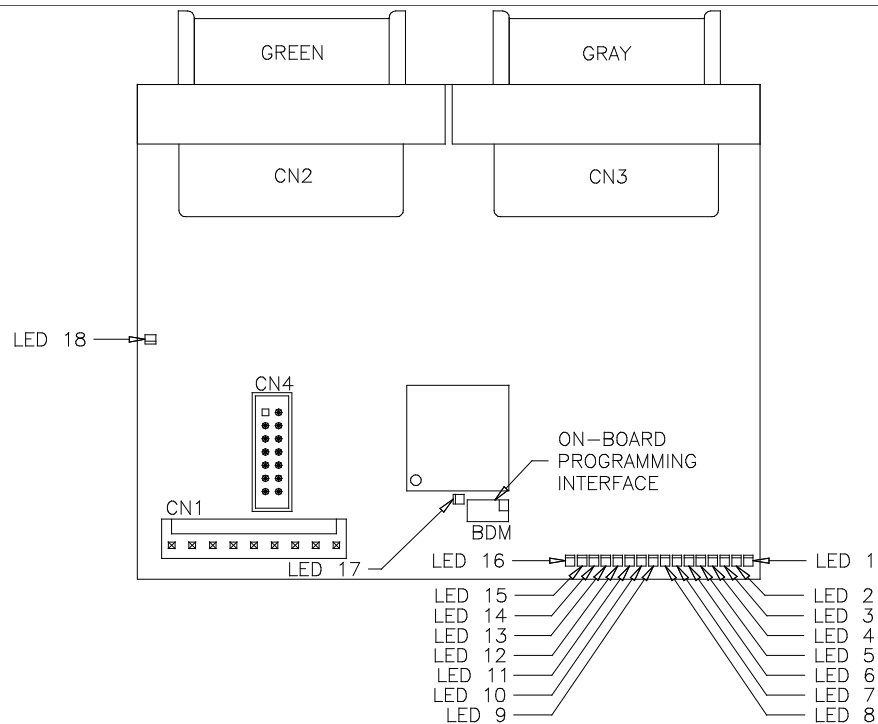 GREEN
GRAY
CN2
CN3
LED 18
CN4
ON-BOARD
PROGRAMMING
INTERFACE
CN1
BDM
LED 17
LED 16
LED 1
LED 15
LED 2
LED 14
LED 3
LED 13
LED 4
LED 12
LED 5
LED 11
LED 6
LED 10
LED 7
LED 9
LED 8